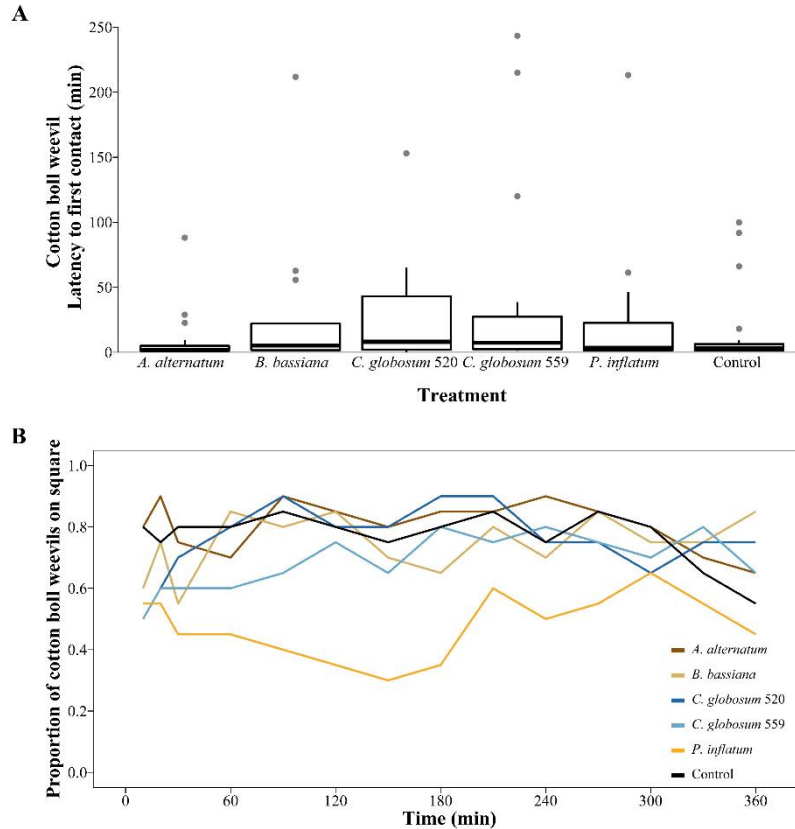 A
Cotton boll weevil
Latency to first contact (min)
250
200
150
100
50
0
A. alternatum B. bassiana C. globosum 520 C. globosum 559 P. inflatum Control
Treatment
B
Proportion of cotton boll weevils on square
1.0
0.8
0.6
0.4
0.2
0.0
A. alternatum
B. bassiana
C. globosum 520
C. globosum 559
P. inflatum
Control
0 60 120 180 240 300 360
Time (min)